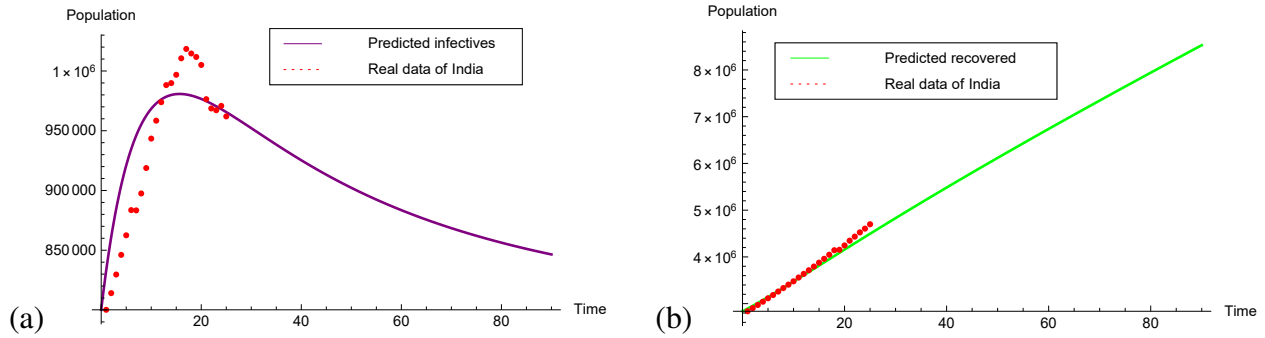 Population
Predicted infectives
Real data of India
1 × 10^6
950 000
900 000
850 000
Time
20
40
60
80
(a)
Population
Predicted recovered
Real data of India
8 × 10^6
7 × 10^6
6 × 10^6
5 × 10^6
4 × 10^6
Time
20
40
60
80
(b)